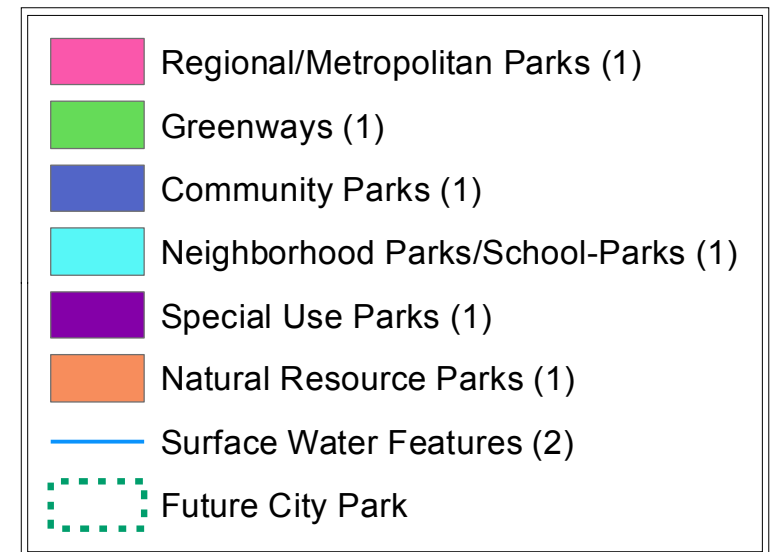 Regional/Metropolitan Parks (1)
Greenways (1)
Community Parks (1)
Neighborhood Parks/School-Parks (1)
Special Use Parks (1)
Natural Resource Parks (1)
Surface Water Features (2)
Future City Park